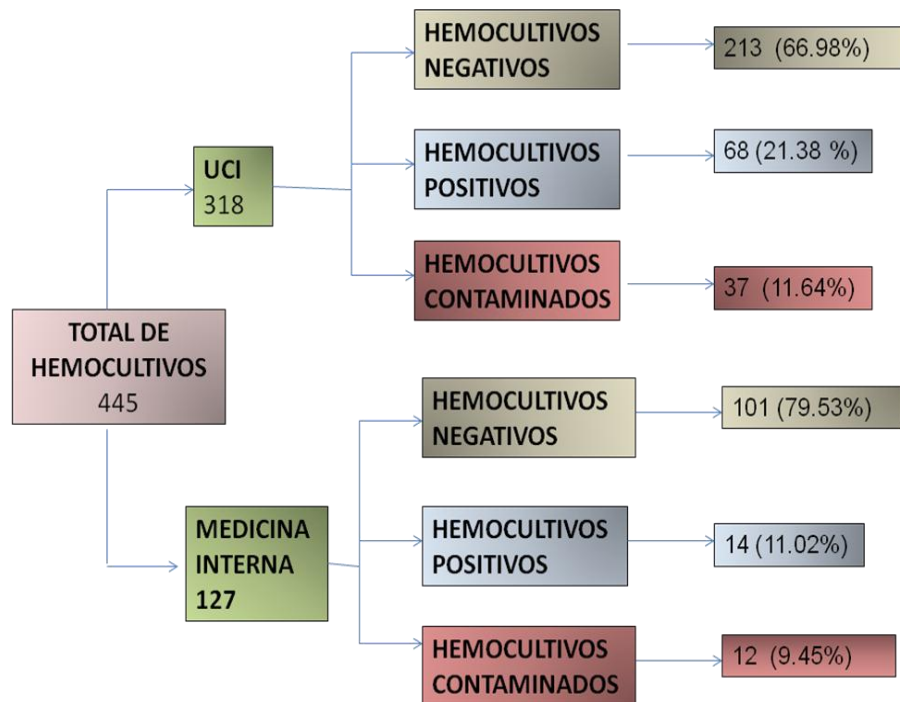 TOTAL DE
HEMOCULTIVOS
445
UCI
318
HEMOCULTIVOS
NEGATIVOS
213 (66.98%)
HEMOCULTIVOS
POSITIVOS
68 (21.38 %)
HEMOCULTIVOS
CONTAMINADOS
37 (11.64%)
MEDICINA
INTERNA
127
HEMOCULTIVOS
NEGATIVOS
101 (79.53%)
HEMOCULTIVOS
POSITIVOS
14 (11.02%)
HEMOCULTIVOS
CONTAMINADOS
12 (9.45%)